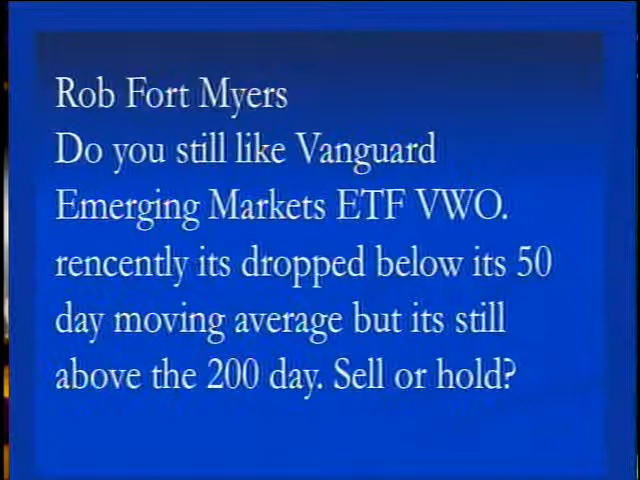 Rob Fort Myers
Do you still like Vanguard
Emerging Markets ETF VWO.
rencently its dropped below its 50
day moving average but its still
above the 200 day. Sell or hold?